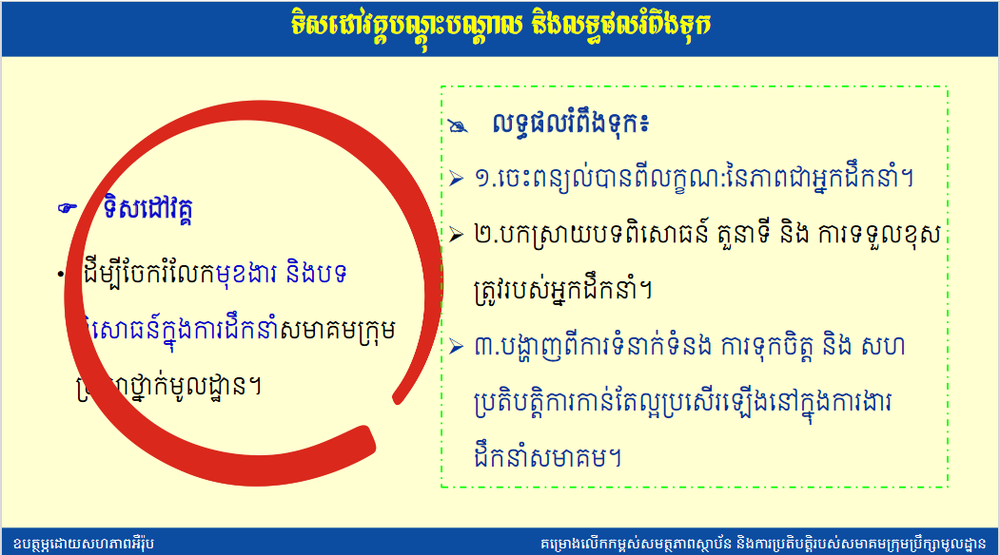 ទិសដៅវគ្គបណ្តុះបណ្តាល និងលទ្ធផលរំពឹងទុក
ទិសដៅវគ្គ
ដើម្បីចែករំលែកមុខងារ និងបទ
ពិសោធន៍ក្នុងការដឹកនាំសមាគមក្រុម
ថ្នាក់មូលដ្ឋាន។
លទ្ធផលរំពឹងទុក៖
១.ចេះពន្យល់បានពីលក្ខណៈនៃភាពជាអ្នកដឹកនាំ។
២.បកស្រាយបទពិសោធន៍ តួនាទី និង ការទទួលខុស
ត្រូវរបស់អ្នកដឹកនាំ។
៣.បង្ហាញពីការទំនាក់ទំនង ការទុកចិត្ត និង សហ
ប្រតិបត្តិការកាន់តែល្អប្រសើរឡើងនៅក្នុងការងារ
ដឹកនាំសមាគម។
ឧបត្ថម្ភដោយសហភាពអឺរ៉ុប
គម្រោងលើកកម្ពស់សមត្ថភាពស្ថាប័ន និងការប្រតិបត្តិរបស់សមាគមក្រុមប្រឹក្សាមូលដ្ឋាន